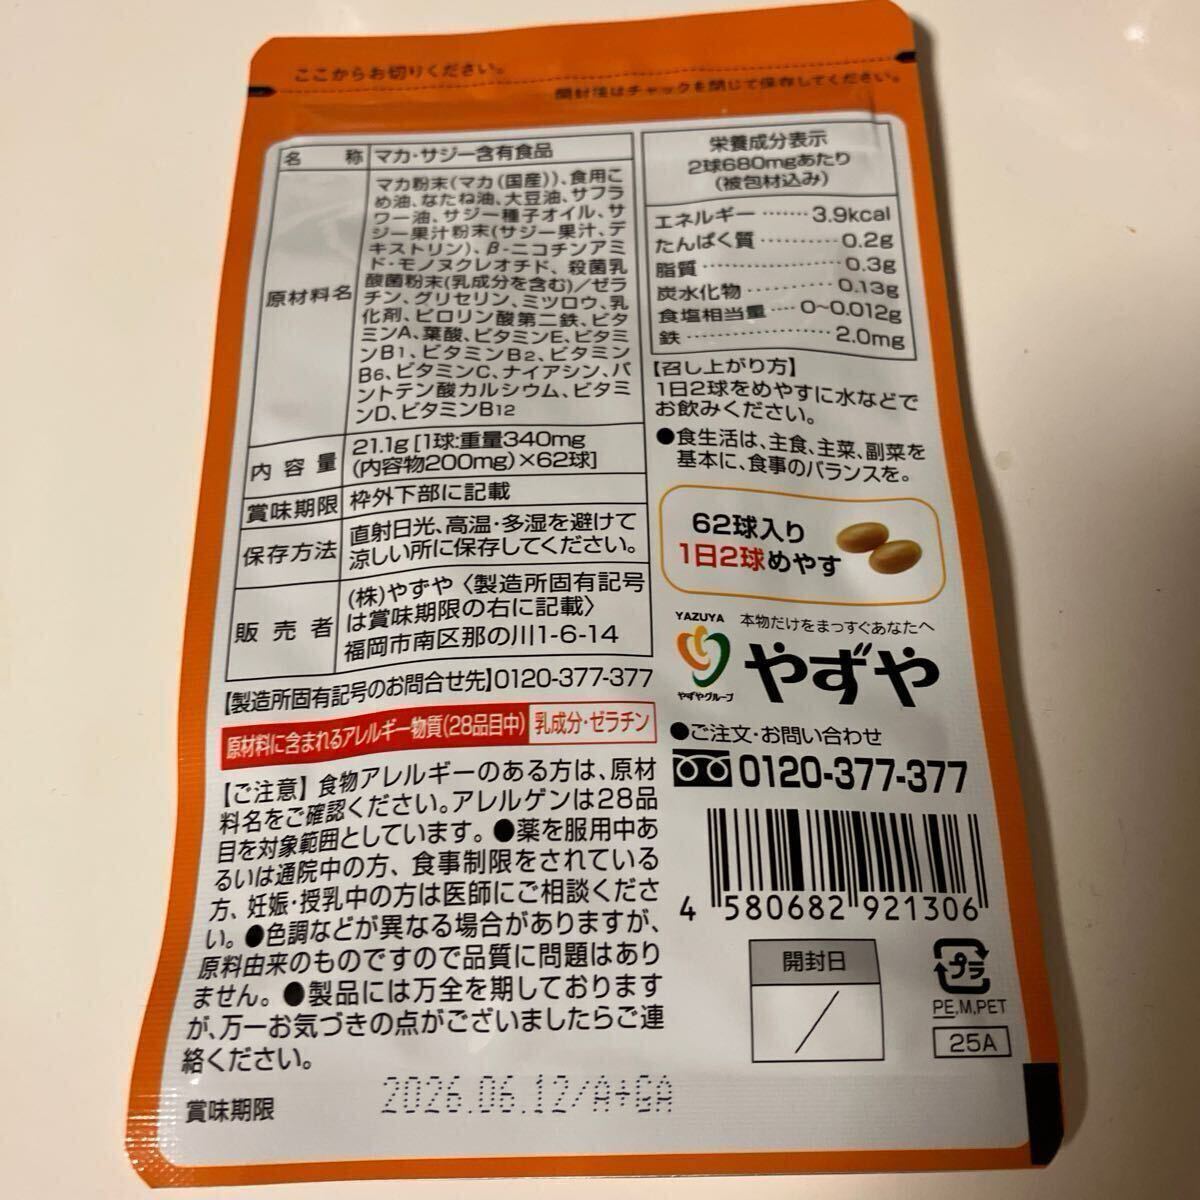 ここからお切りください。
開封後はチャックを閉じて保存してください。
名 称 マカ・サジー含有食品
原材料名
マカ粉末(マカ(国産))、食用こ
め油、なたね油、大豆油、サフラ
ワー油、サジー種子オイル、サ
ジー果汁粉末(サジー果汁、デ
キストリン)、β-ニコチンアミ
ド・モノヌクレオチド、殺菌乳
酸菌粉末(乳成分を含む)/ゼラ
チン、グリセリン、ミツロウ、乳
化剤、ピロリン酸第二鉄、ビタ
ミンA、葉酸、ビタミンE、ビタ
ミンB1、ビタミンB2、ビタミン
B6、ビタミンC、ナイアシン、パ
ントテン酸カルシウム、ビタミ
ンD、ビタミンB12
内容量
21.1g [1球:重量340mg
(内容物200mg)×62球]
賞味期限 枠外下部に記載
保存方法
直射日光、高温・多湿を避けて
涼しい所に保存してください。
販売者
(株)やずや〈製造所固有記号
は賞味期限の右に記載〉
福岡市南区那の川1-6-14
【製造所固有記号のお問合せ先】0120-377-377
原材料に含まれるアレルギー物質(28品目中) 乳成分・ゼラチン
【ご注意】食物アレルギーのある方は、原材
料名をご確認ください。アレルゲンは28品
目を対象範囲としています。●薬を服用中あ
るいは通院中の方、食事制限をされている
方、妊娠・授乳中の方は医師にご相談くださ
い。●色調などが異なる場合がありますが、
原料由来のものですので品質に問題はあり
ません。●製品には万全を期しております
が、万一お気づきの点がございましたらご連
絡ください。
賞味期限 2026.06.12/A+GA
栄養成分表示
2球680mgあたり
(被包材込み)
エネルギー……3.9kcal
たんぱく質………0.2g
脂質………0.3g
炭水化物………0.13g
食塩相当量…0~0.012g
鉄………2.0mg
【召し上がり方】
1日2球をめやすに水などで
お飲みください。
●食生活は、主食、主菜、副菜を
基本に、食事のバランスを。
62球入り
1日2球めやす
YAZUYA
やずやグループ
本物だけをまっすぐあなたへ
やずや
●ご注文・お問い合わせ
0120-377-377
4 580682 921306
開封日
/
プラ
PE,M,PET
25A